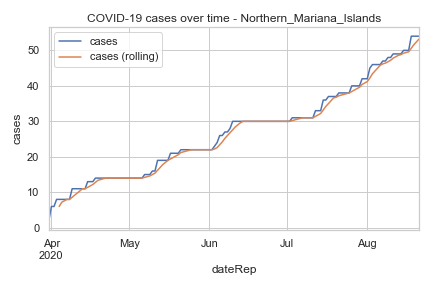 COVID-19 cases over time - Northern_Mariana_Islands
cases
cases (rolling)
cases
50
40
30
20
10
0
Apr
2020
May
Jun
Jul
Aug
dateRep